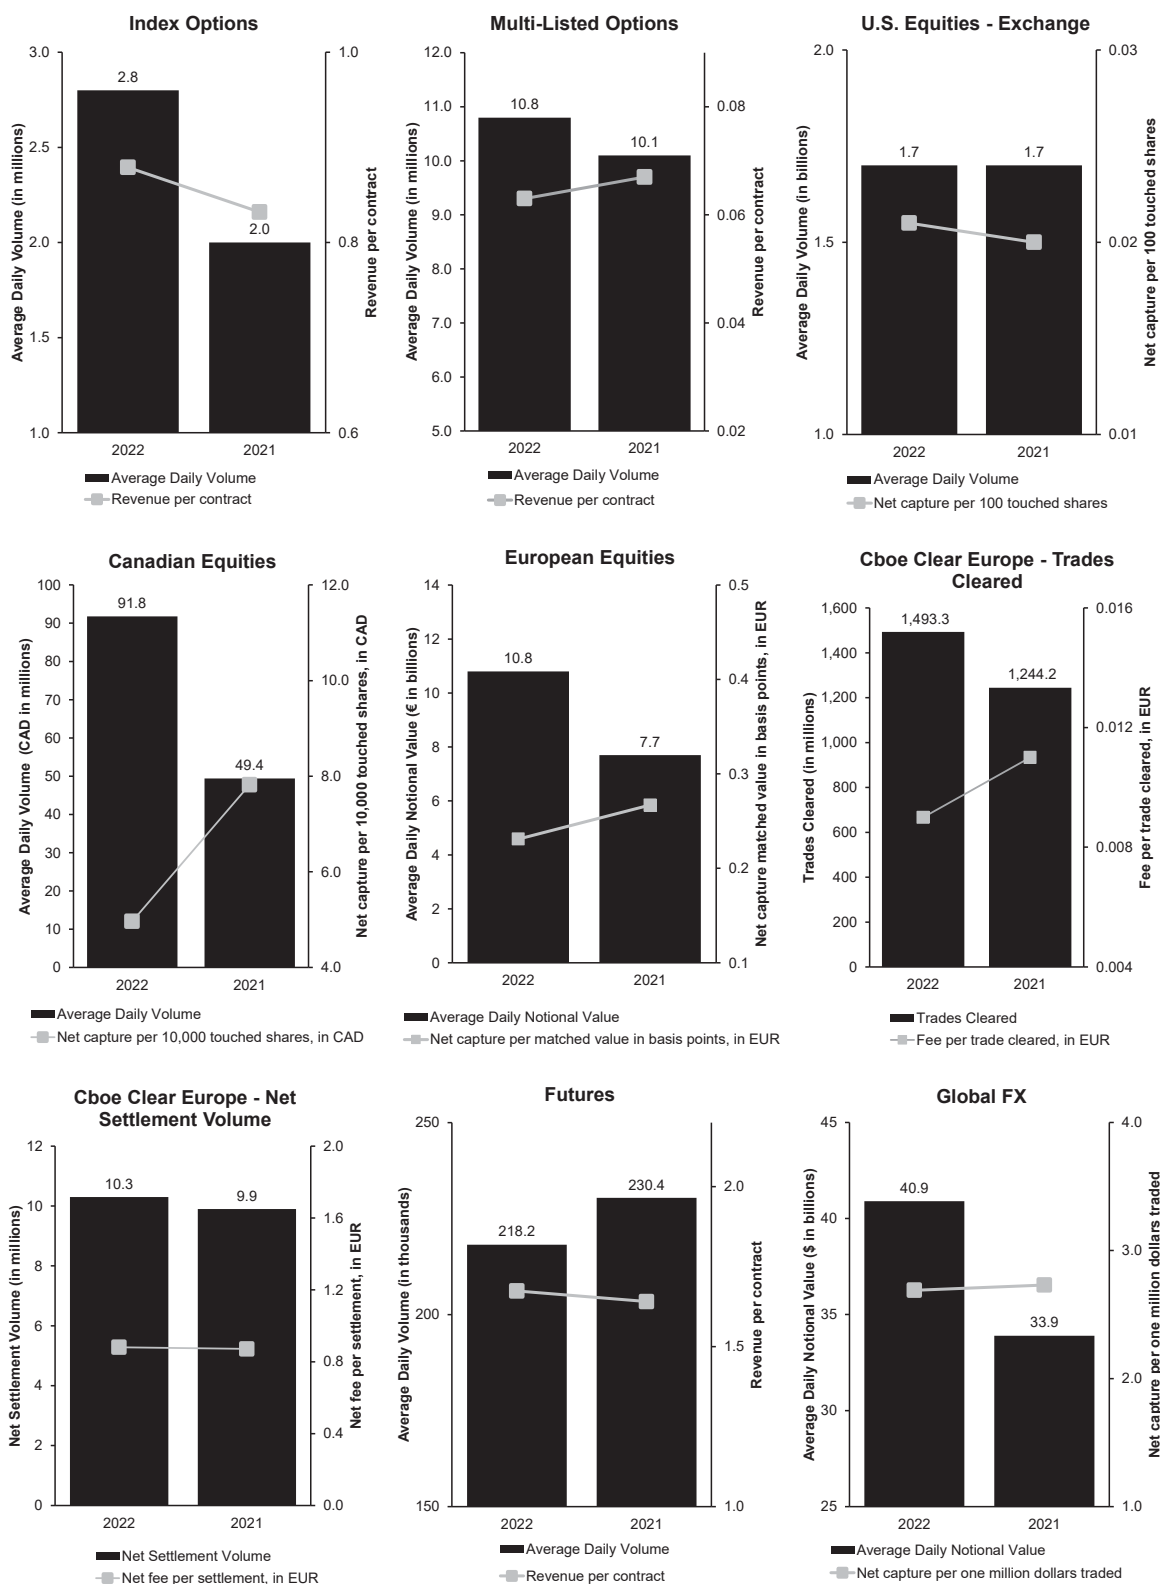 Index Options
Average Daily Volume (in millions)
3.0
2.5
2.0
1.5
1.0
2.8
2.0
1.0
0.8
0.6
Revenue per contract
2022 2021
Average Daily Volume
Revenue per contract
Multi-Listed Options
Average Daily Volume (in millions)
12.0
11.0
10.0
9.0
8.0
7.0
6.0
5.0
10.8
10.1
0.08
0.06
0.04
0.02
Revenue per contract
2022 2021
Average Daily Volume
Revenue per contract
U.S. Equities - Exchange
Average Daily Volume (in billions)
2.0
1.5
1.0
1.7
1.7
0.03
0.02
0.01
Net capture per 100 touched shares
2022 2021
Average Daily Volume
Net capture per 100 touched shares
Canadian Equities
Average Daily Volume (CAD in millions)
100
90
80
70
60
50
40
30
20
10
0
91.8
49.4
12.0
10.0
8.0
6.0
4.0
Net capture per 10,000 touched shares, in CAD
2022 2021
Average Daily Volume
Net capture per 10,000 touched shares, in CAD
European Equities
Average Daily Notional Value (€ in billions)
14
12
10
8
6
4
2
0
10.8
7.7
0.5
0.4
0.3
0.2
0.1
Net capture matched value in basis points, in EUR
2022 2021
Average Daily Notional Value
Net capture per matched value in basis points, in EUR
Cboe Clear Europe - Trades
Cleared
Trades Cleared (in millions)
1,600
1,400
1,200
1,000
800
600
400
200
0
1,493.3
1,244.2
0.016
0.012
0.008
0.004
Fee per trade cleared, in EUR
2022 2021
Trades Cleared
Fee per trade cleared, in EUR
Cboe Clear Europe - Net
Settlement Volume
Net Settlement Volume (in millions)
12
10
8
6
4
2
0
10.3
9.9
2.0
1.6
1.2
0.8
0.4
0.0
Net fee per settlement, in EUR
2022 2021
Net Settlement Volume
Net fee per settlement, in EUR
Futures
Average Daily Volume (in thousands)
250
200
150
218.2
230.4
2.0
1.5
1.0
Revenue per contract
2022 2021
Average Daily Volume
Revenue per contract
Global FX
Average Daily Notional Value ($ in billions)
45
40
35
30
25
40.9
33.9
4.0
3.0
2.0
1.0
Net capture per one million dollars traded
2022 2021
Average Daily Notional Value
Net capture per one million dollars traded